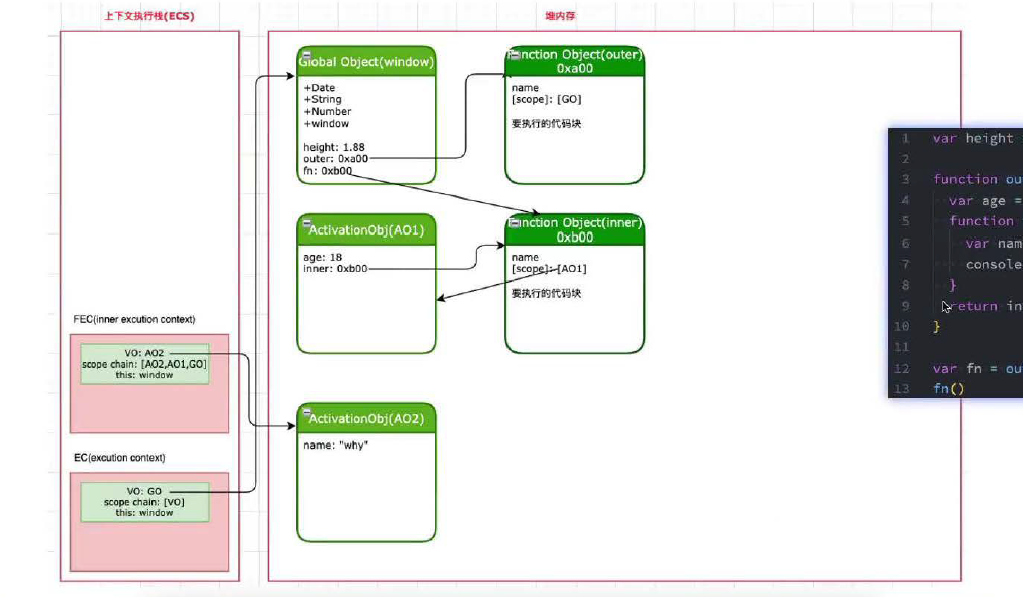 上下文执行栈(ECS)
堆内存
Global Object(window)
+Date
+String
+Number
+window
height: 1.88
outer: 0xa00
fn: 0xb00
Function Object(outer)
0xa00
name
[scope]: [GO]
要执行的代码块
ActivationObj(AO1)
age: 18
inner: 0xb00
Function Object(inner)
0xb00
name
[scope]: [AO1]
要执行的代码块
FEC(inner excution context)
VO: AO2
scope chain: [AO2,AO1,GO]
this: window
ActivationObj(AO2)
name: "why"
EC(excution context)
VO: GO
scope chain: [VO]
this: window
1 var height
2
3 function ou
4 var age =
5 function
6 var nam
7 console
8 }
9 return in
10 }
11
12 var fn = ou
13 fn()